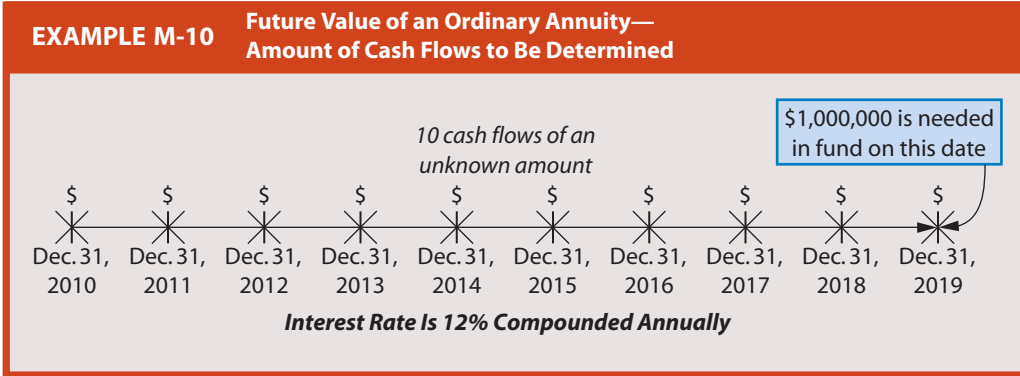 EXAMPLE M-10
Future Value of an Ordinary Annuity—
Amount of Cash Flows to Be Determined
$1,000,000 is needed
in fund on this date
10 cash flows of an
unknown amount
$ $ $ $ $ $ $ $ $ $
Dec. 31, Dec. 31, Dec. 31, Dec. 31, Dec. 31, Dec. 31, Dec. 31, Dec. 31, Dec. 31, Dec. 31,
2010 2011 2012 2013 2014 2015 2016 2017 2018 2019
Interest Rate Is 12% Compounded Annually